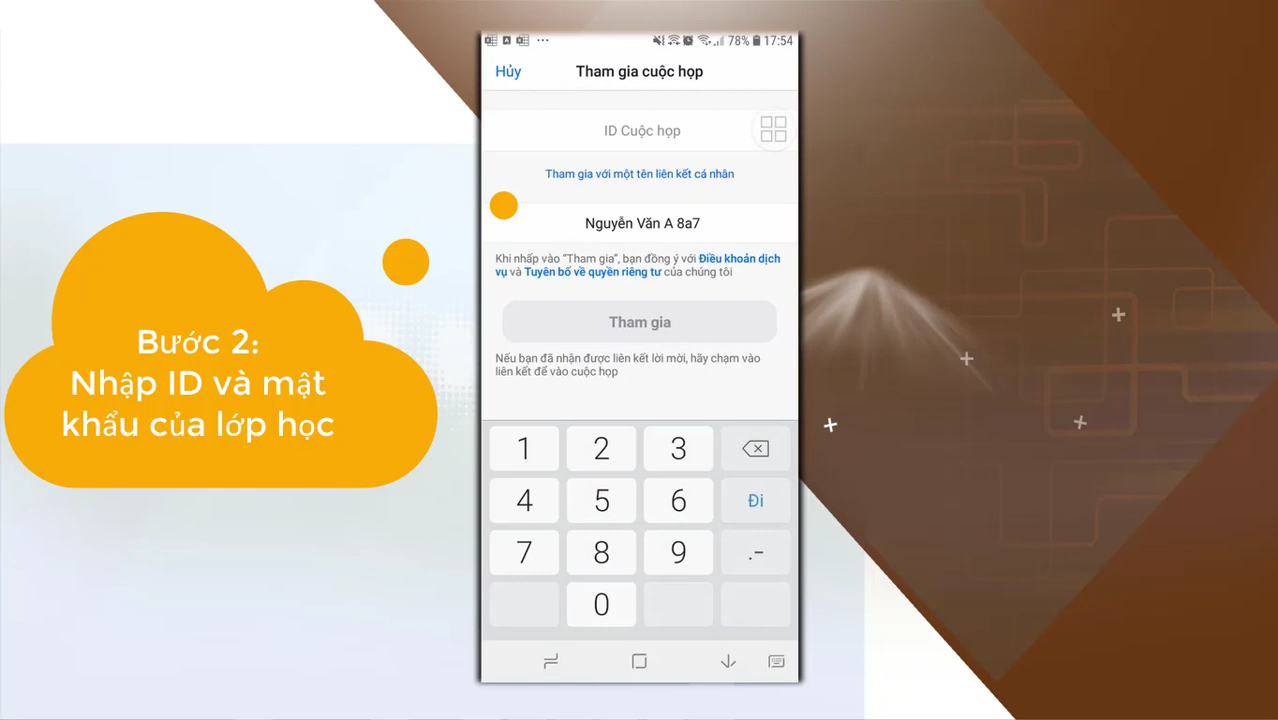 78% 17:54
Hủy
Tham gia cuộc họp
ID Cuộc họp
Tham gia với một tên liên kết cá nhân
Nguyễn Văn A 8a7
Khi nhấp vào "Tham gia", bạn đồng ý với Điều khoản dịch
vụ và Tuyên bố về quyền riêng tư của chúng tôi
Tham gia
Nếu bạn đã nhận được liên kết lời mời, hãy chạm vào
liên kết để vào cuộc họp
Bước 2:
Nhập ID và mật
khẩu của lớp học
1 2 3
4 5 6 Đi
7 8 9 .-
0